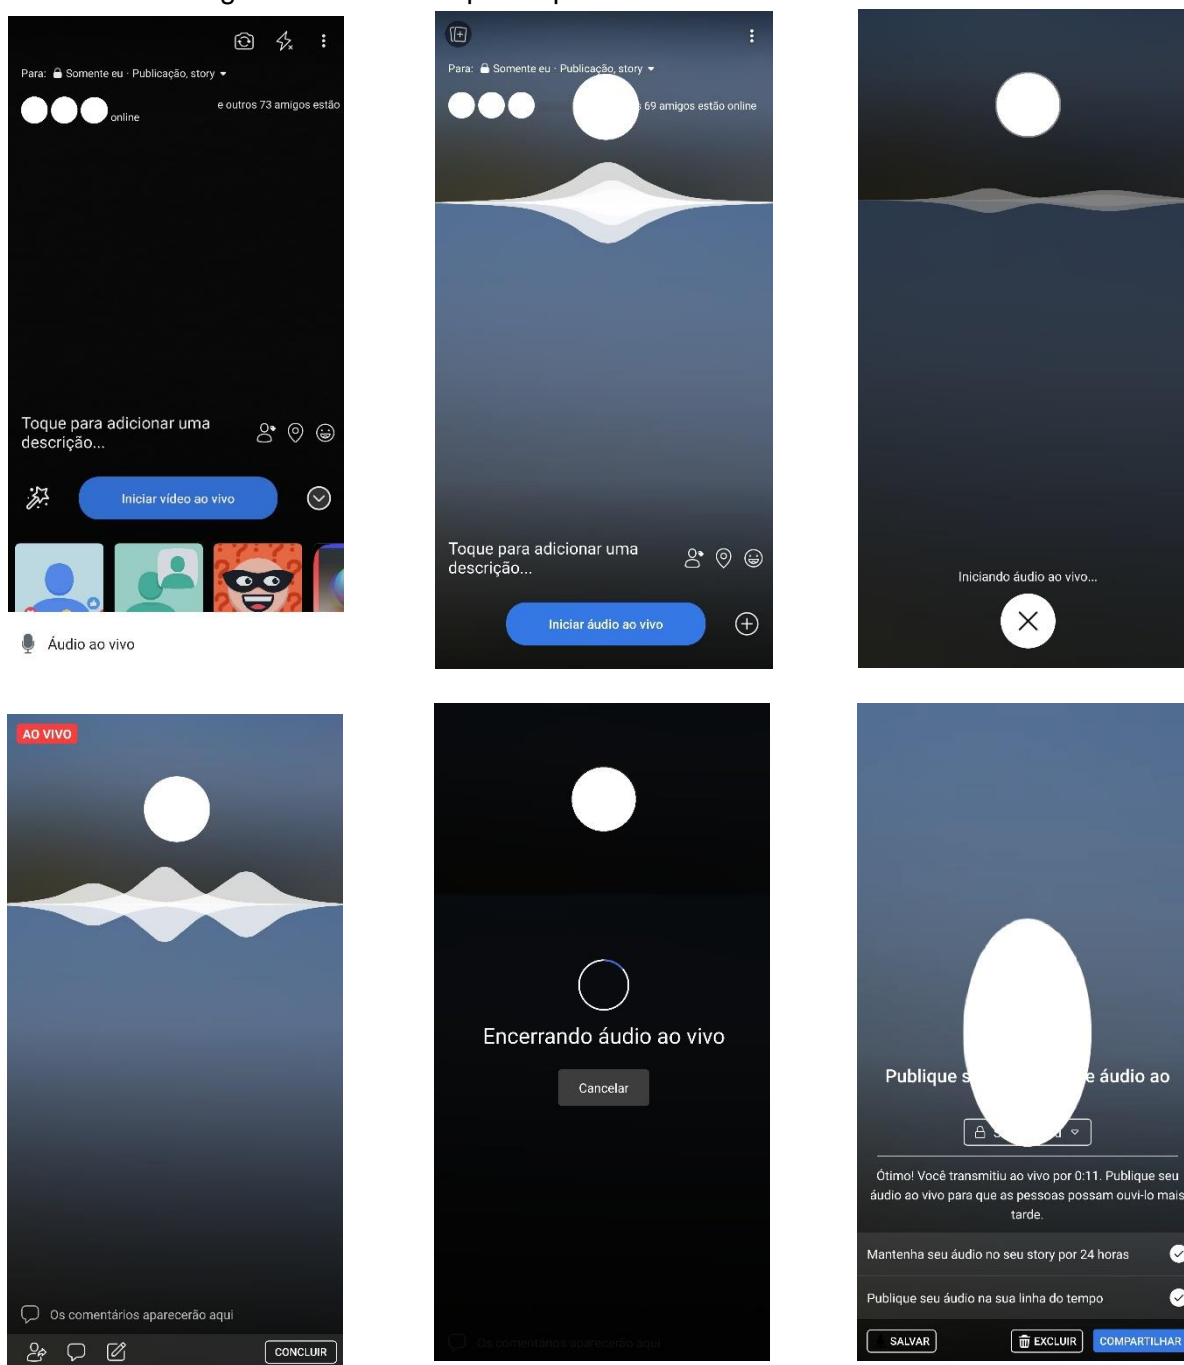 Para: Somente eu · Publicação, story
e outros 73 amigos estão
online
Toque para adicionar uma
descrição...
Iniciar vídeo ao vivo
Áudio ao vivo
Para: Somente eu · Publicação, story
69 amigos estão online
Toque para adicionar uma
descrição...
Iniciar áudio ao vivo
Iniciando áudio ao vivo...
AO VIVO
Os comentários aparecerão aqui
CONCLUIR
Encerrando áudio ao vivo
Cancelar
Os comentários aparecerão aqui
Publique áudio ao
Ótimo! Você transmitiu ao vivo por 0:11. Publique seu
áudio ao vivo para que as pessoas possam ouvi-lo mais
tarde.
Mantenha seu áudio no seu story por 24 horas
Publique seu áudio na sua linha do tempo
SALVAR
EXCLUIR
COMPARTILHAR